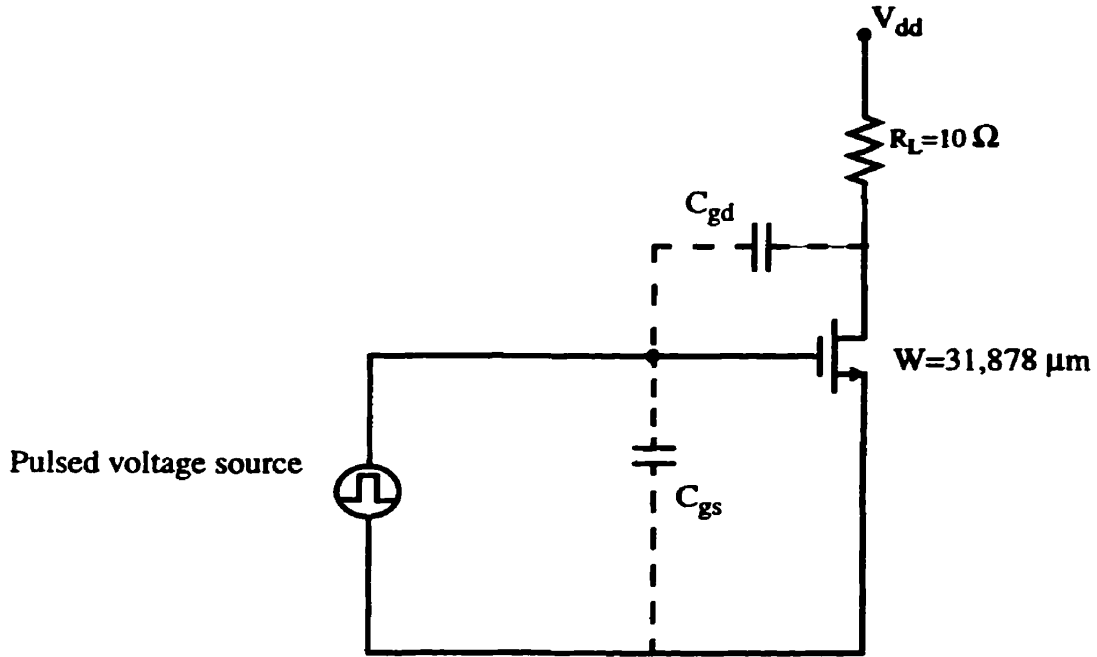 V_dd
R_L=10 Ω
C_gd
W=31,878 μm
Pulsed voltage source
C_gs